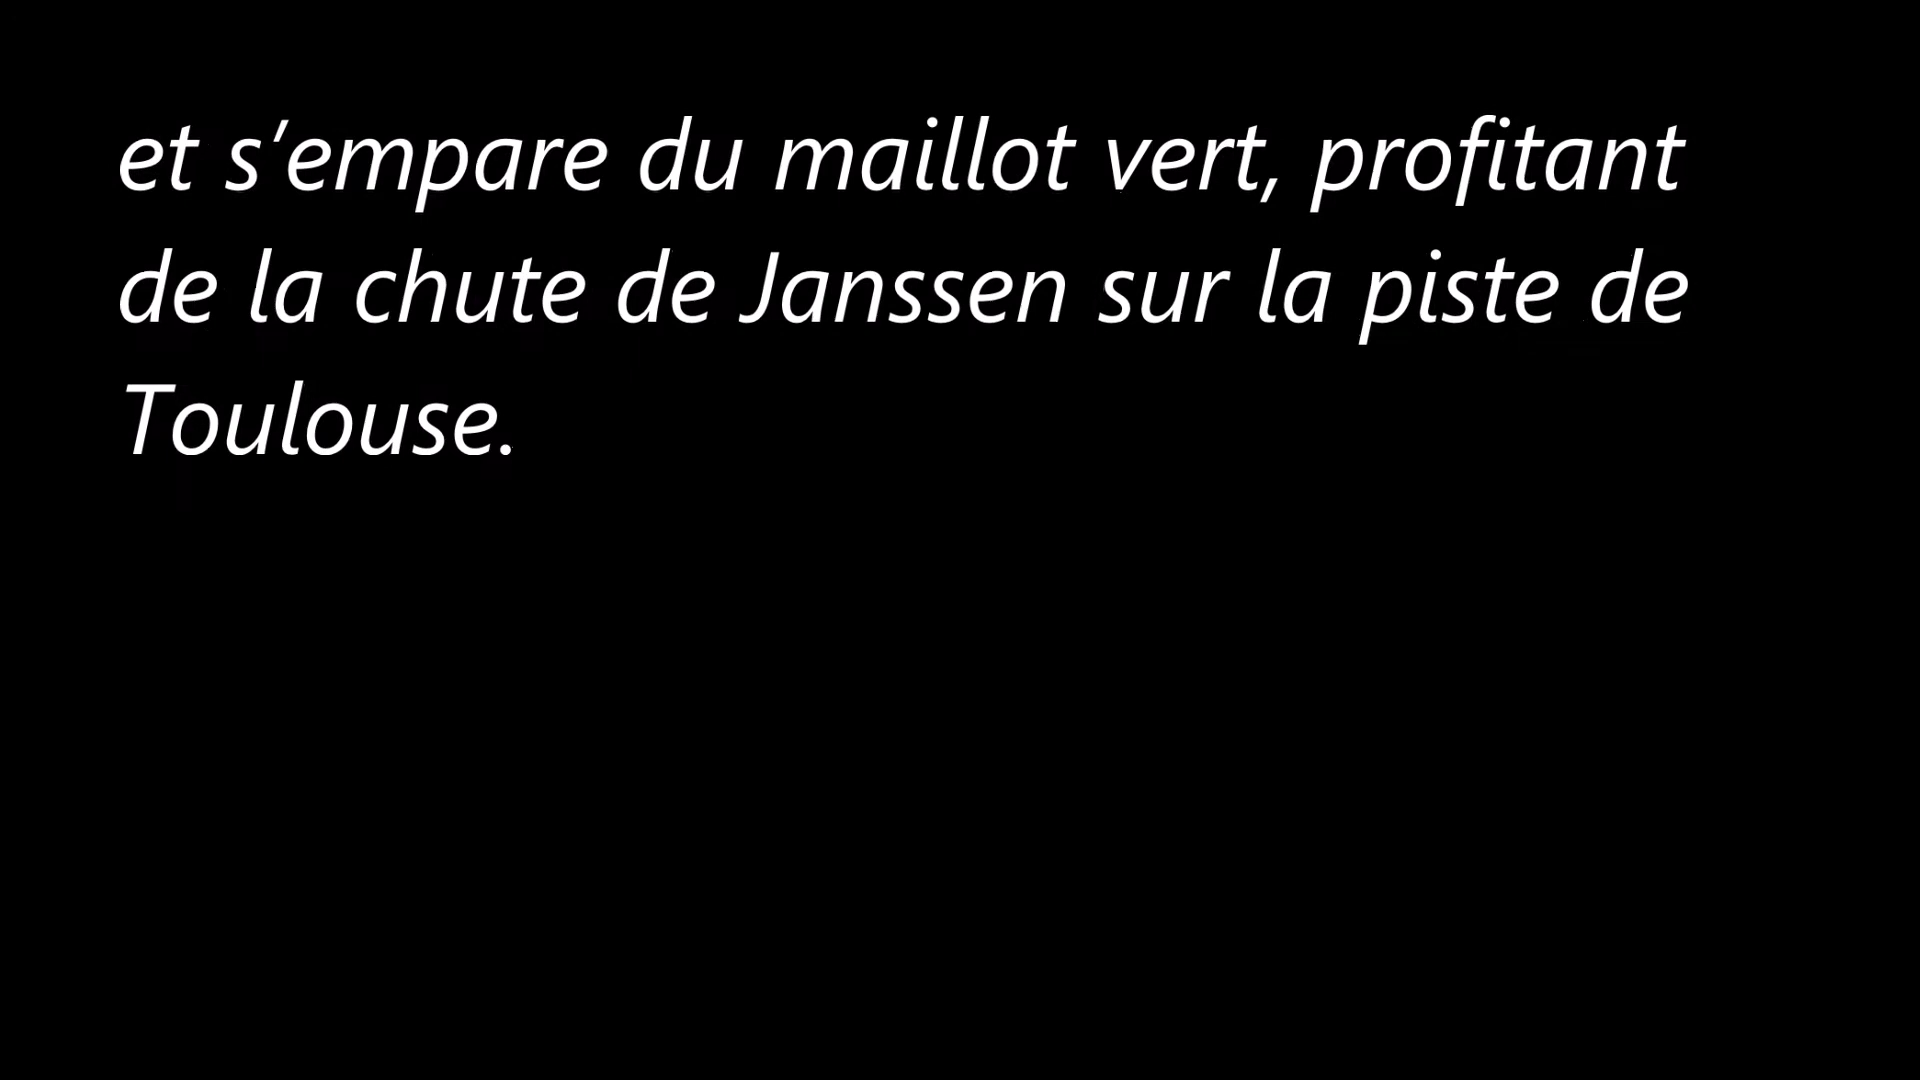 et s’empare du maillot vert, profitant
de la chute de Janssen sur la piste de
Toulouse.